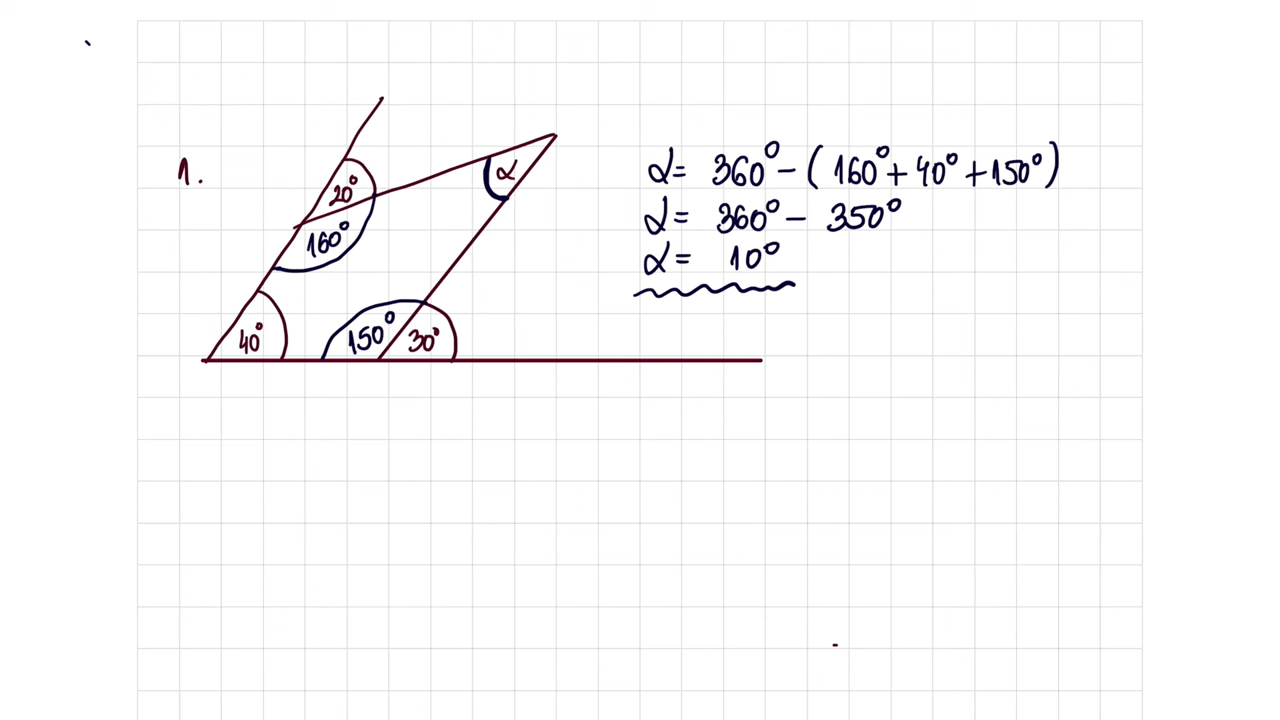 1.
20°
160°
α
40°
150°
30°
α = 360° - (160° + 40° + 150°)
α = 360° - 350°
α = 10°